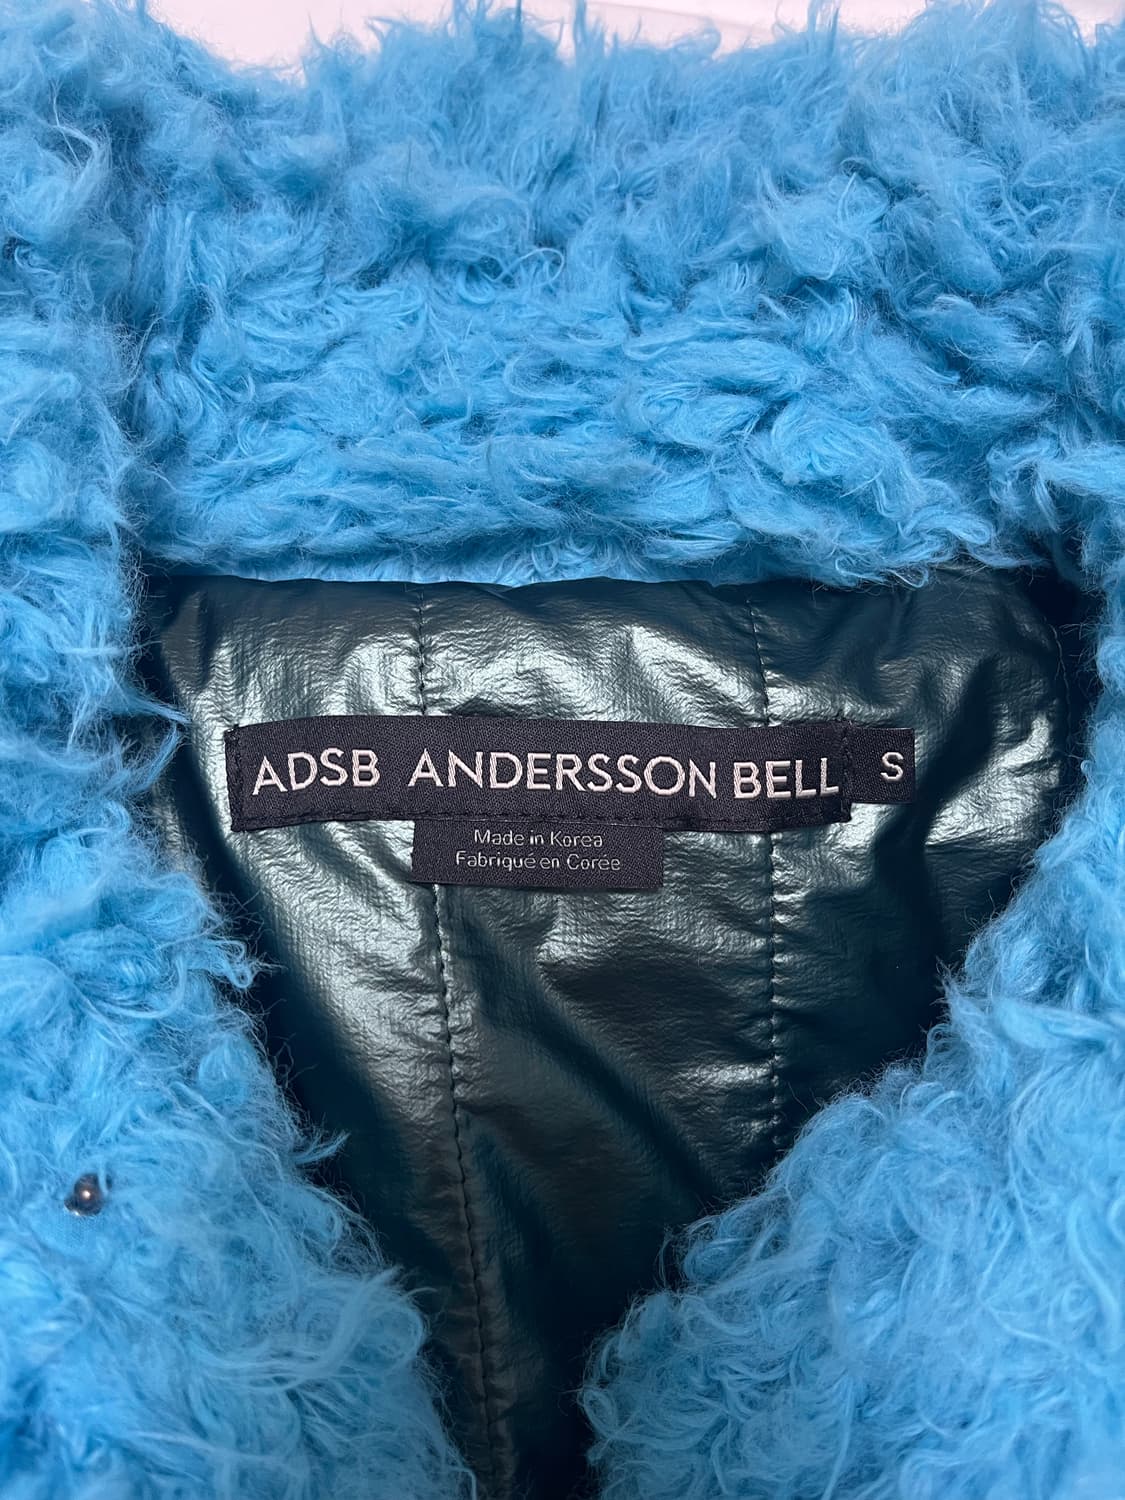 ADSB ANDERSSON BELL
S
Made in Korea
Fabriqué en Corée